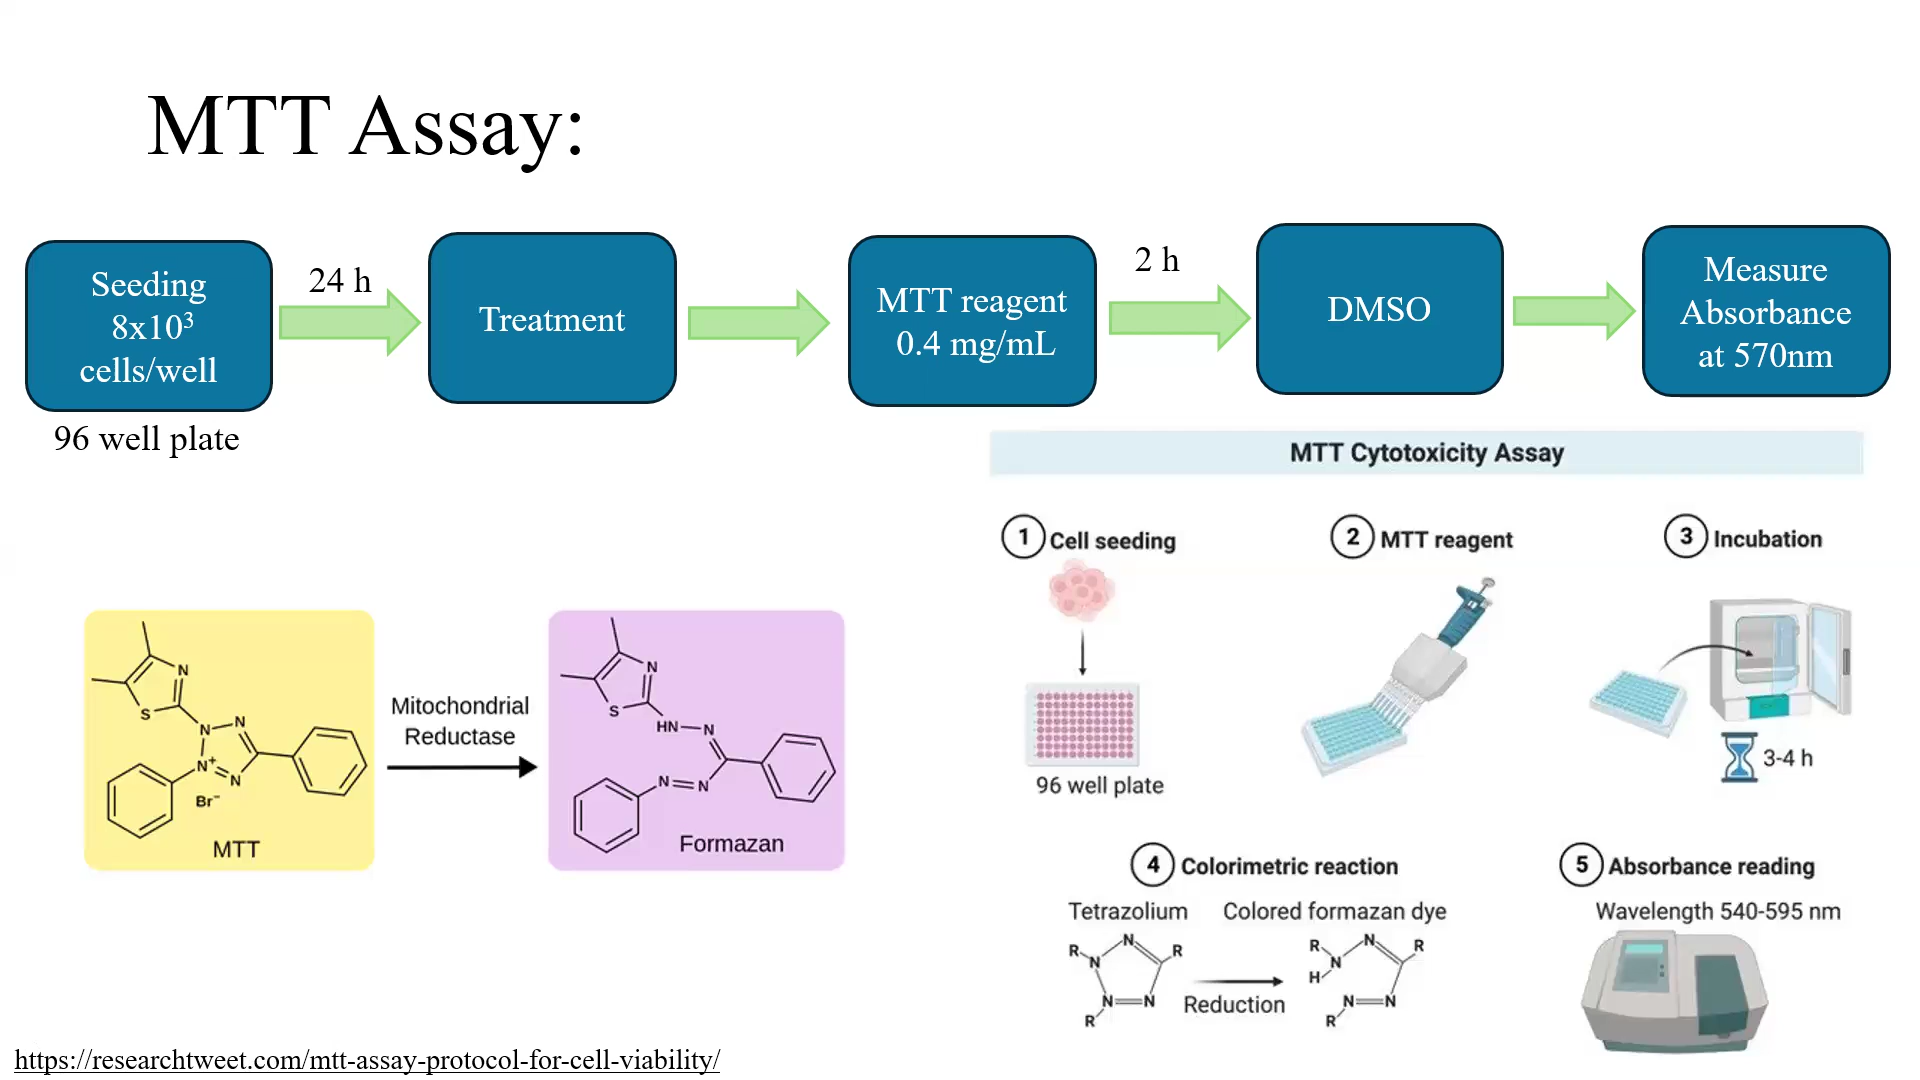 MTT Assay:
Seeding
8x10³
cells/well
96 well plate
24 h
Treatment
MTT reagent
0.4 mg/mL
2 h
DMSO
Measure
Absorbance
at 570nm
MTT Cytotoxicity Assay
1 Cell seeding
96 well plate
2 MTT reagent
3 Incubation
3-4 h
4 Colorimetric reaction
Tetrazolium
Colored formazan dye
R
N
R
N
N
N
R
Reduction
R
N
R
N
H
N
N
R
5 Absorbance reading
Wavelength 540-595 nm
N
S
N
N
N⁺
N
Br⁻
MTT
Mitochondrial
Reductase
N
S
HN
N
N
N
Formazan
https://researchtweet.com/mtt-assay-protocol-for-cell-viability/